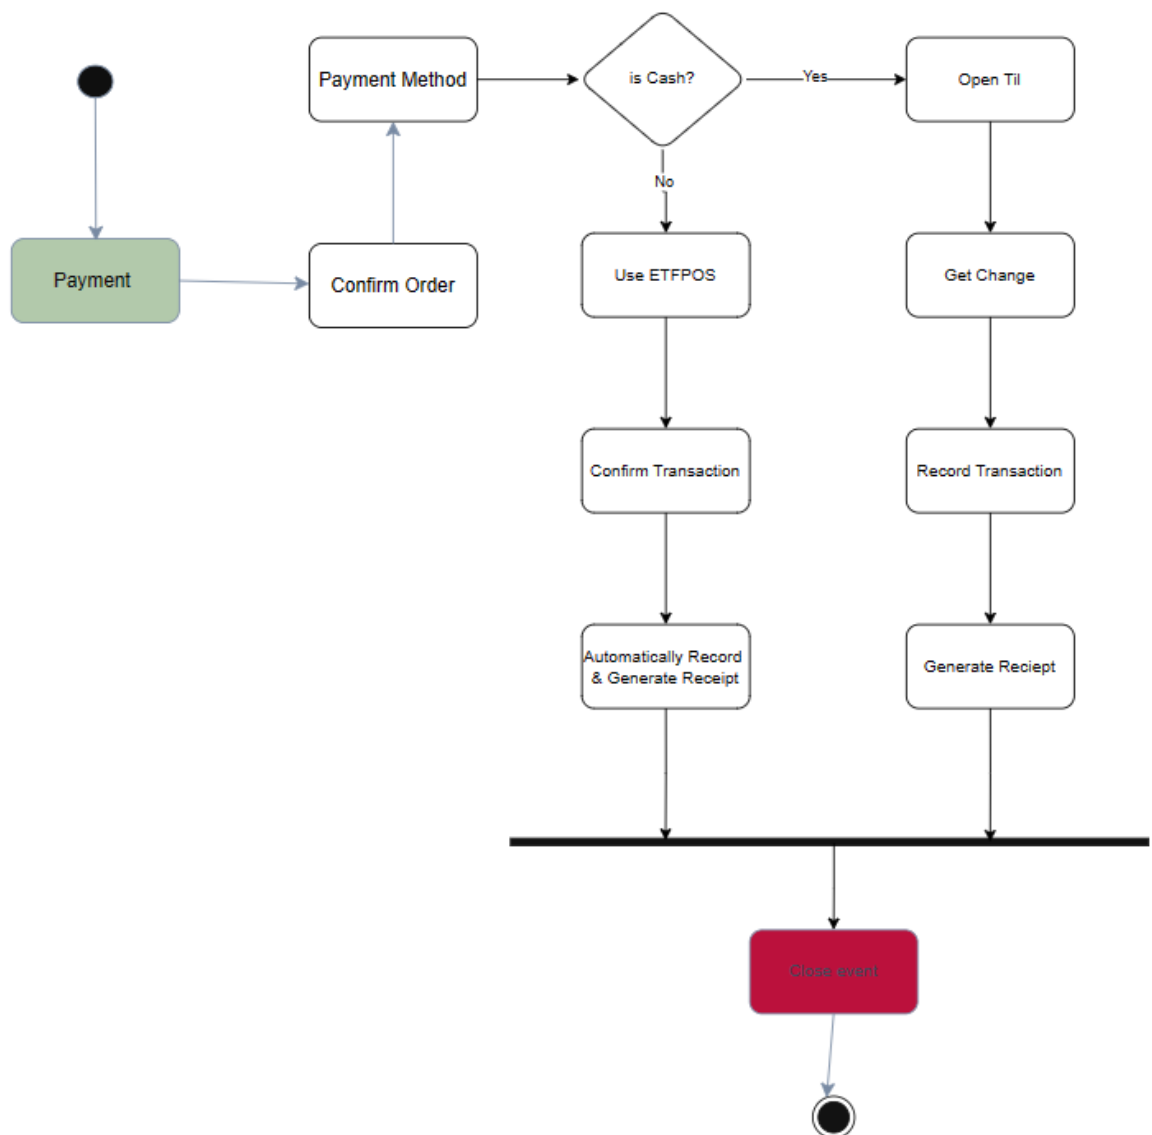 Payment Method
is Cash?
Yes
Open Til
No
Payment
Confirm Order
Use ETFPOS
Get Change
Confirm Transaction
Record Transaction
Automatically Record
& Generate Receipt
Generate Reciept
Close event